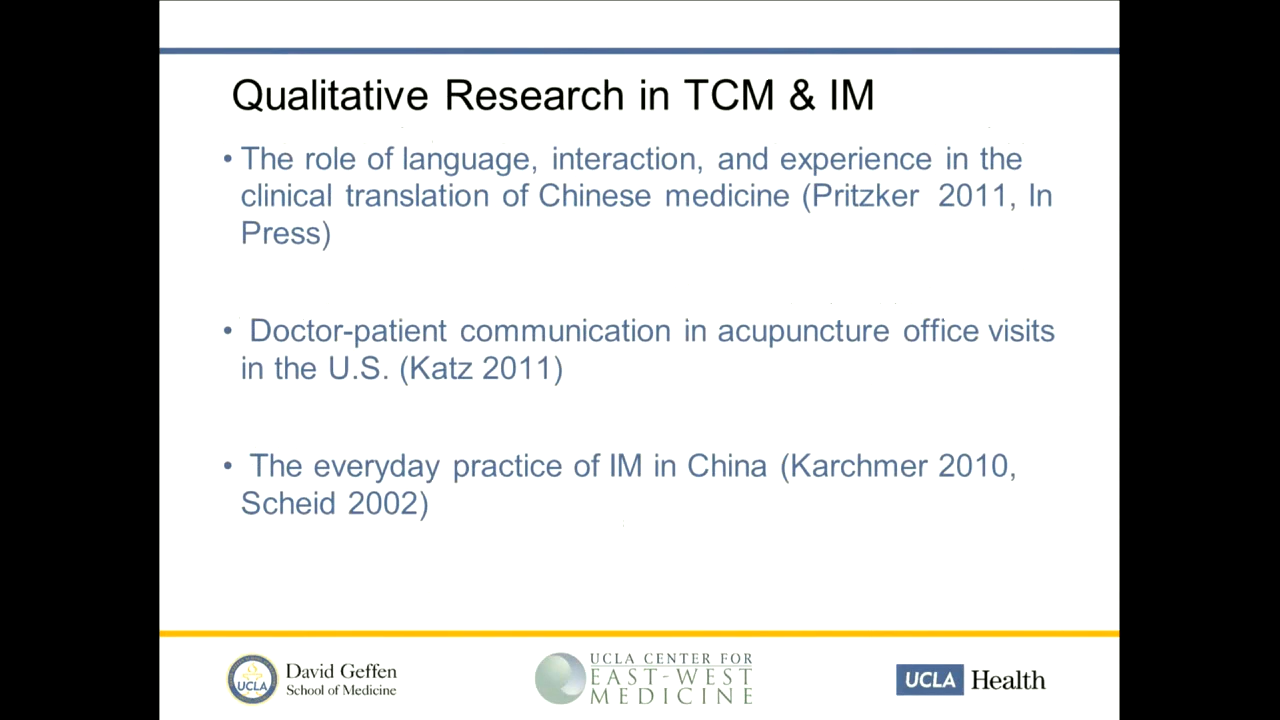 Qualitative Research in TCM & IM
• The role of language, interaction, and experience in the
clinical translation of Chinese medicine (Pritzker 2011, In
Press)
• Doctor-patient communication in acupuncture office visits
in the U.S. (Katz 2011)
• The everyday practice of IM in China (Karchmer 2010,
Scheid 2002)
UCLA
David Geffen
School of Medicine
UCLA CENTER FOR
EAST-WEST
MEDICINE
UCLA Health